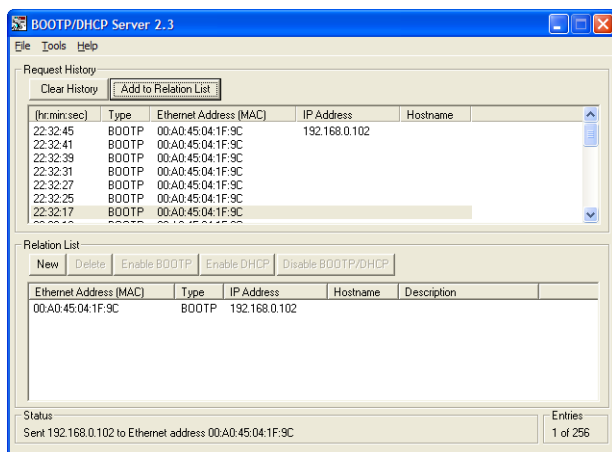 BOOTP/DHCP Server 2.3
File Tools Help
Request History
Clear History Add to Relation List
(hr:min:sec) Type Ethernet Address (MAC) IP Address Hostname
22:32:45 BOOTP 00:A0:45:04:1F:9C 192.168.0.102
22:32:41 BOOTP 00:A0:45:04:1F:9C
22:32:39 BOOTP 00:A0:45:04:1F:9C
22:32:31 BOOTP 00:A0:45:04:1F:9C
22:32:27 BOOTP 00:A0:45:04:1F:9C
22:32:25 BOOTP 00:A0:45:04:1F:9C
22:32:17 BOOTP 00:A0:45:04:1F:9C
Relation List
New Delete Enable BOOTP Enable DHCP Disable BOOTP/DHCP
Ethernet Address (MAC) Type IP Address Hostname Description
00:A0:45:04:1F:9C BOOTP 192.168.0.102
Status Entries
Sent 192.168.0.102 to Ethernet address 00:A0:45:04:1F:9C 1 of 256